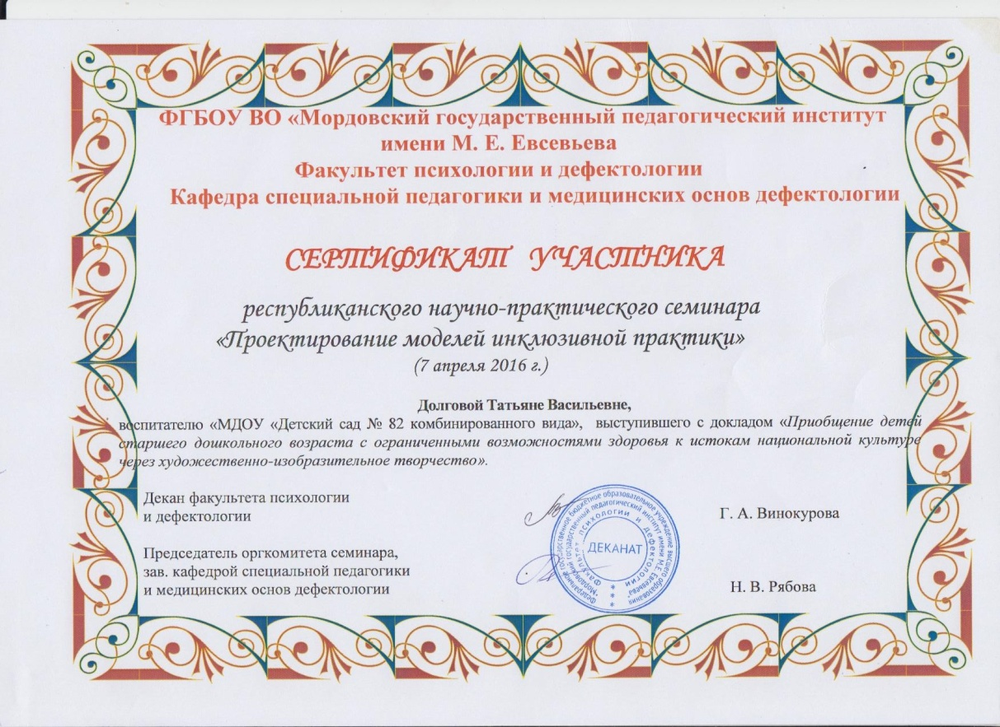 ФГБОУ ВО «Мордовский государственный педагогический институт
имени М. Е. Евсевьева
Факультет психологии и дефектологии
Кафедра специальной педагогики и медицинских основ дефектологии
СЕРТИФИКАТ УЧАСТНИКА
республиканского научно-практического семинара
«Проектирование моделей инклюзивной практики»
(7 апреля 2016 г.)
Долговой Татьяне Васильевне,
воспитателю «МДОУ «Детский сад № 82 комбинированного вида», выступившего с докладом «Приобщение детей
старшего дошкольного возраста с ограниченными возможностями здоровья к истокам национальной культуре
через художественно-изобразительное творчество».
Декан факультета психологии
и дефектологии
Г. А. Винокурова
Председатель оргкомитета семинара,
зав. кафедрой специальной педагогики
и медицинских основ дефектологии
Н. В. Рябова
Федеральное государственное бюджетное образовательное учреждение высшего образования
"Мордовский государственный педагогический институт имени М.Е. Евсевьева"
Факультет психологии и дефектологии
ДЕКАНАТ